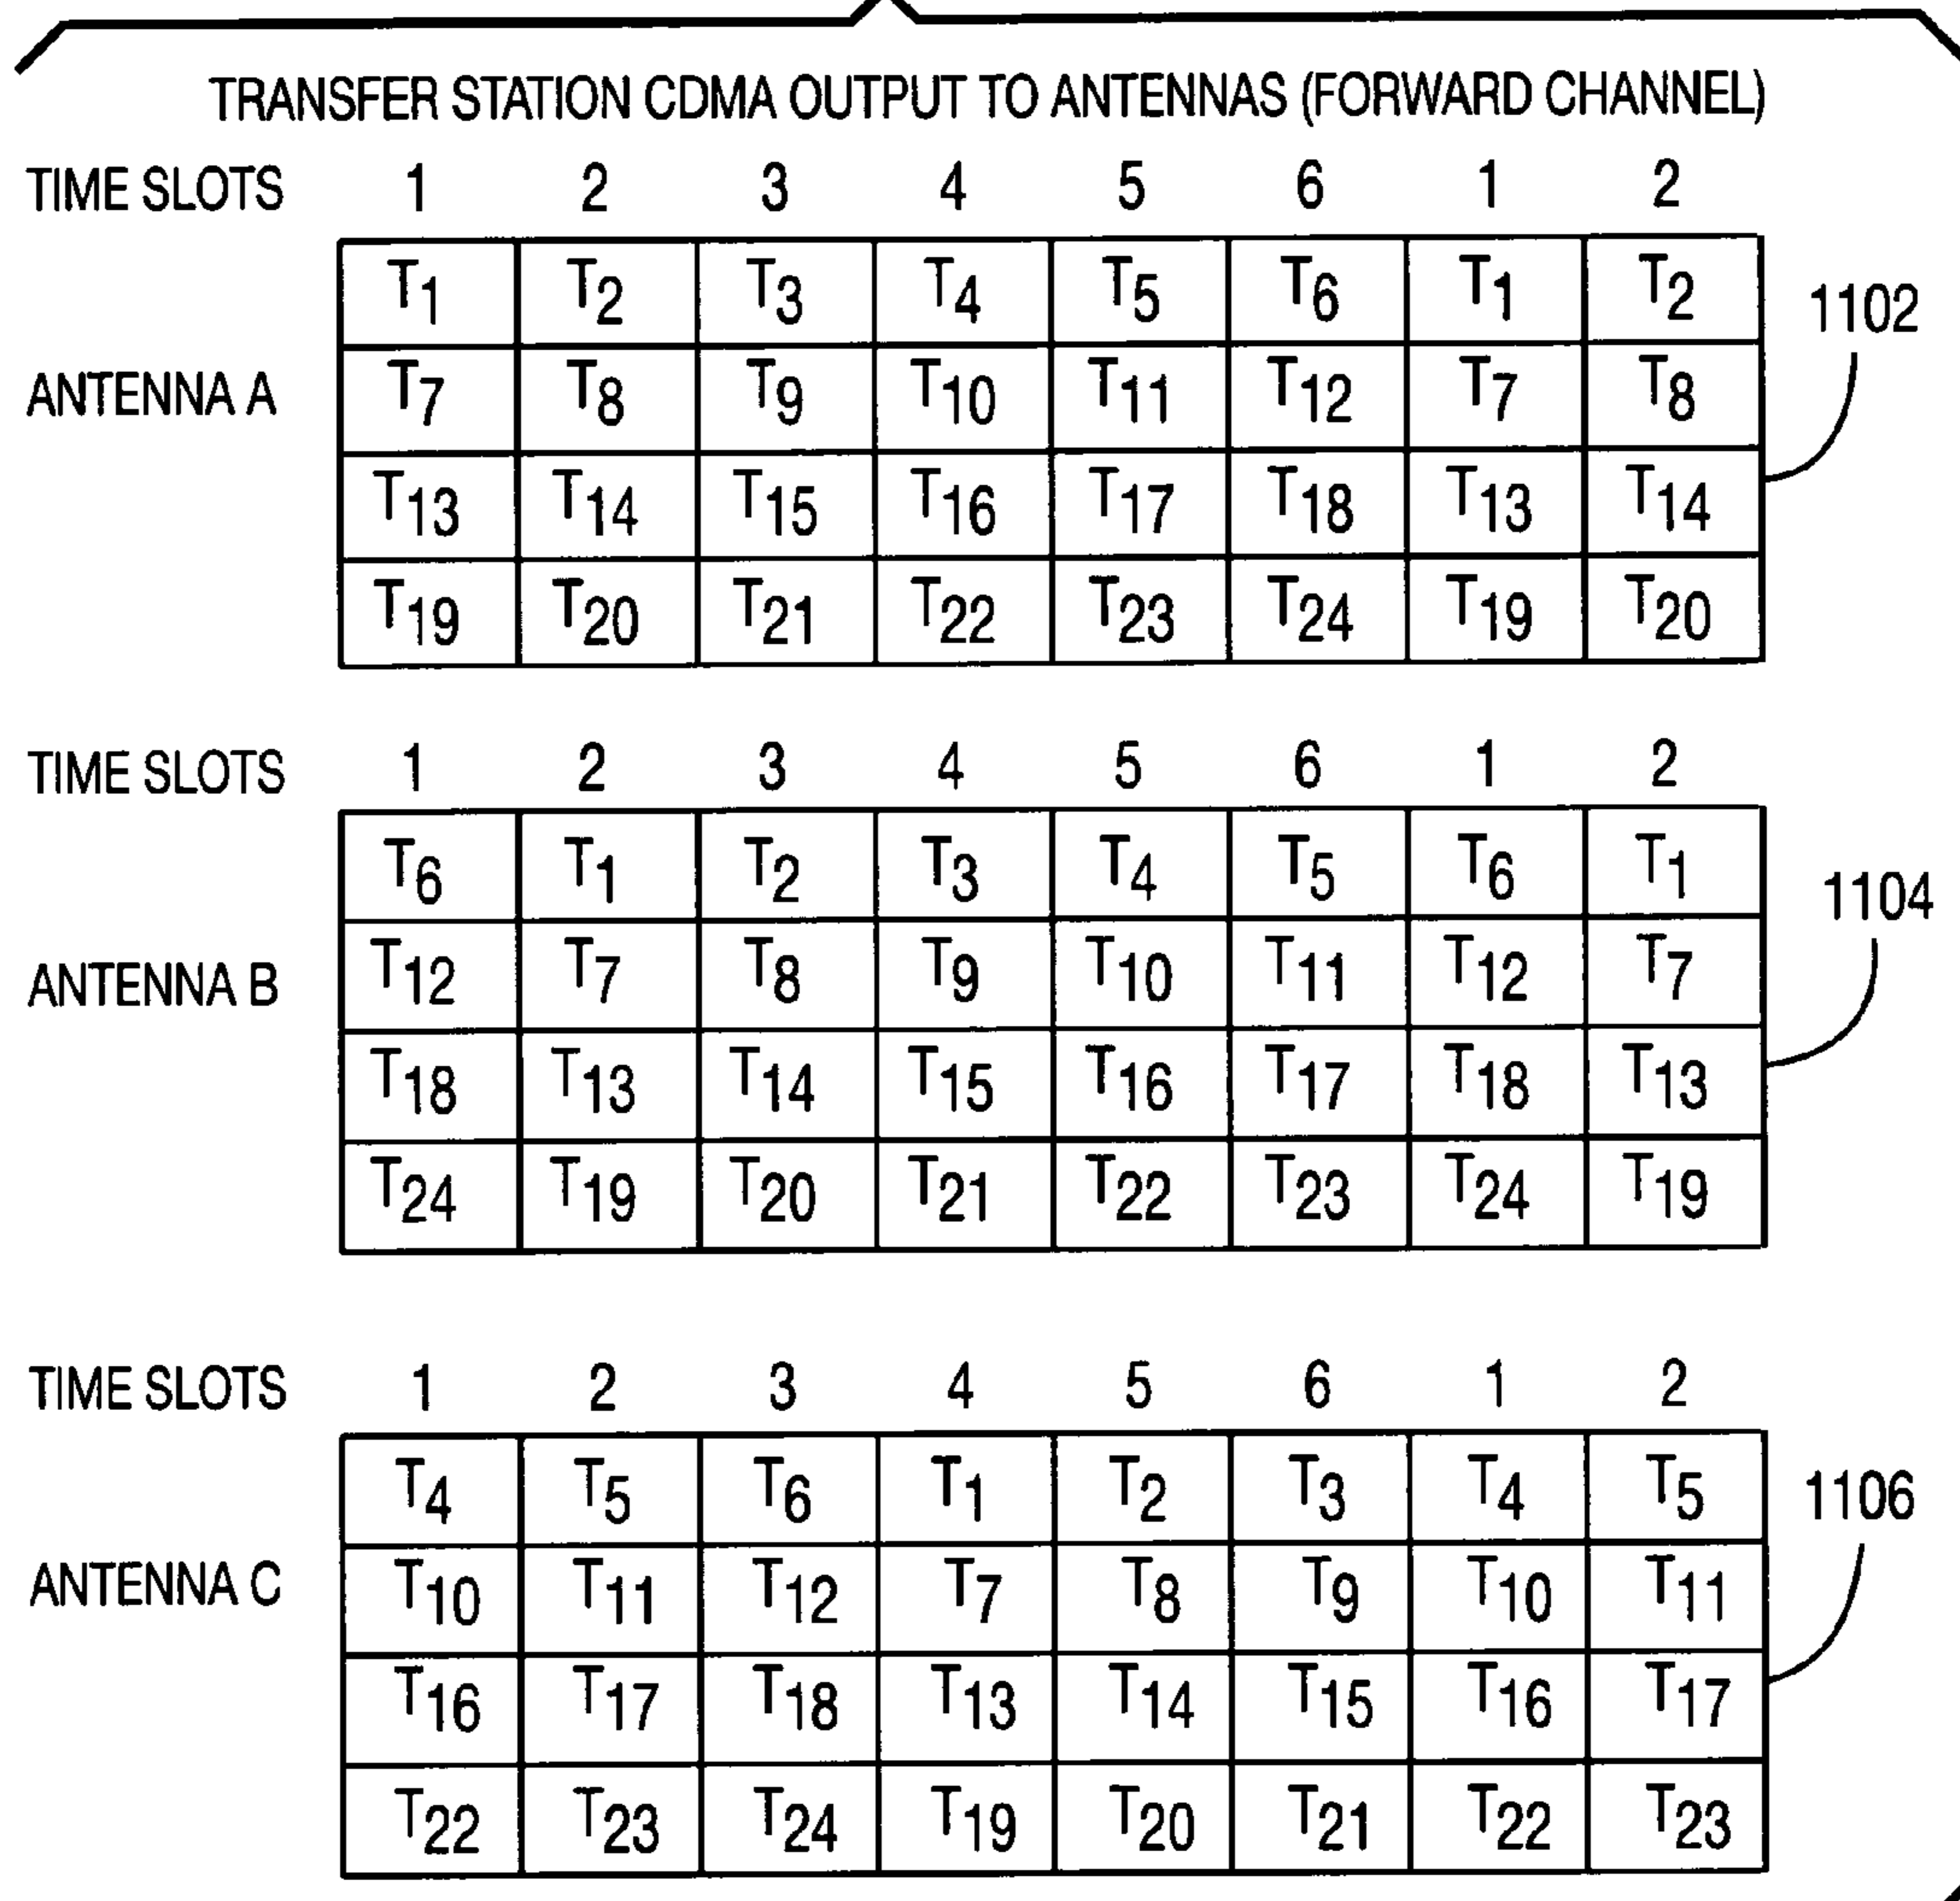 TRANSFER STATION CDMA OUTPUT TO ANTENNAS (FORWARD CHANNEL)
TIME SLOTS 1 2 3 4 5 6 1 2
T1 T2 T3 T4 T5 T6 T1 T2
1102
ANTENNA A T7 T8 T9 T10 T11 T12 T7 T8
T13 T14 T15 T16 T17 T18 T13 T14
T19 T20 T21 T22 T23 T24 T19 T20
TIME SLOTS 1 2 3 4 5 6 1 2
T6 T1 T2 T3 T4 T5 T6 T1
1104
ANTENNA B T12 T7 T8 T9 T10 T11 T12 T7
T18 T13 T14 T15 T16 T17 T18 T13
T24 T19 T20 T21 T22 T23 T24 T19
TIME SLOTS 1 2 3 4 5 6 1 2
T4 T5 T6 T1 T2 T3 T4 T5
1106
ANTENNA C T10 T11 T12 T7 T8 T9 T10 T11
T16 T17 T18 T13 T14 T15 T16 T17
T22 T23 T24 T19 T20 T21 T22 T23